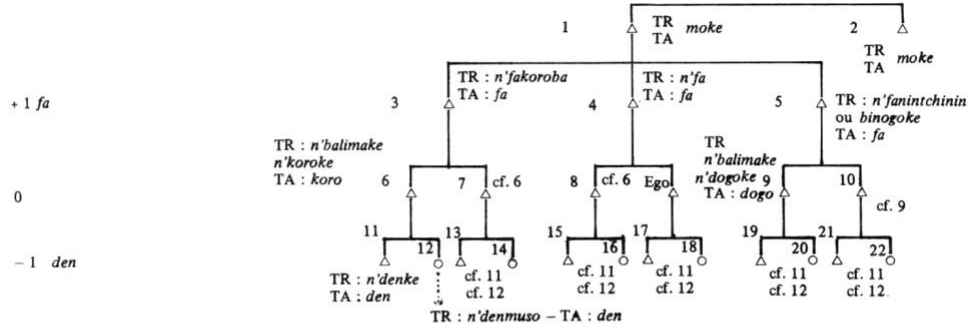 1 TR TA moke 2
TR TA moke
+ 1 fa 3 TR : n'fakoroba
TA : fa 4 TR : n'fa
TA : fa 5 TR : n'fanintchinin
ou binogoke
TA : fa
TR : n'balimake
n'koroke
TA : koro 6 7 cf. 6 8 cf. 6 Ego
TR
n'balimake
n'dogoke 9
TA : dogo 10
cf. 9
0
11 12 13 14 15 16 17 18 19 20 21 22
– 1 den
TR : n'denke
TA : den
cf. 11
cf. 12
cf. 11
cf. 12
cf. 11
cf. 12
cf. 11
cf. 12
cf. 11
cf. 12
TR : n'denmuso – TA : den